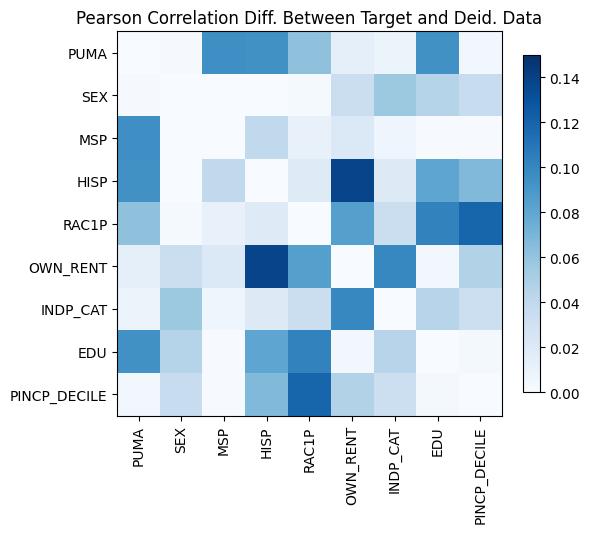 Pearson Correlation Diff. Between Target and Deid. Data
PUMA
SEX
MSP
HISP
RAC1P
OWN_RENT
INDP_CAT
EDU
PINCP_DECILE
PUMA
SEX
MSP
HISP
RAC1P
OWN_RENT
INDP_CAT
EDU
PINCP_DECILE
0.14
0.12
0.10
0.08
0.06
0.04
0.02
0.00